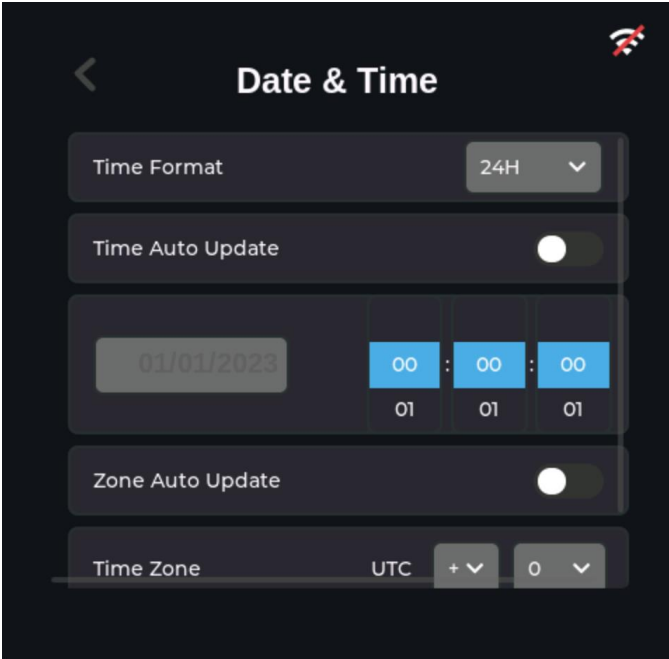 Date & Time
Time Format 24H
Time Auto Update
01/01/2023 00 : 00 : 00
01 01 01
Zone Auto Update
Time Zone UTC + 0